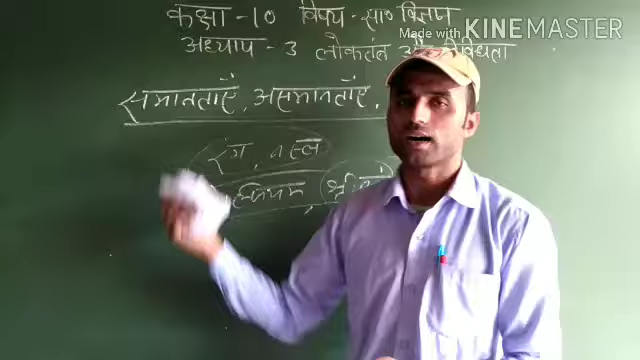 कक्षा - 10 विषय - सा० विज्ञान
Made with KINEMASTER
अध्याय - 3 लोकतंत्र और विविधता
समानताएँ, असमानताएँ,
रंग, नस्ल